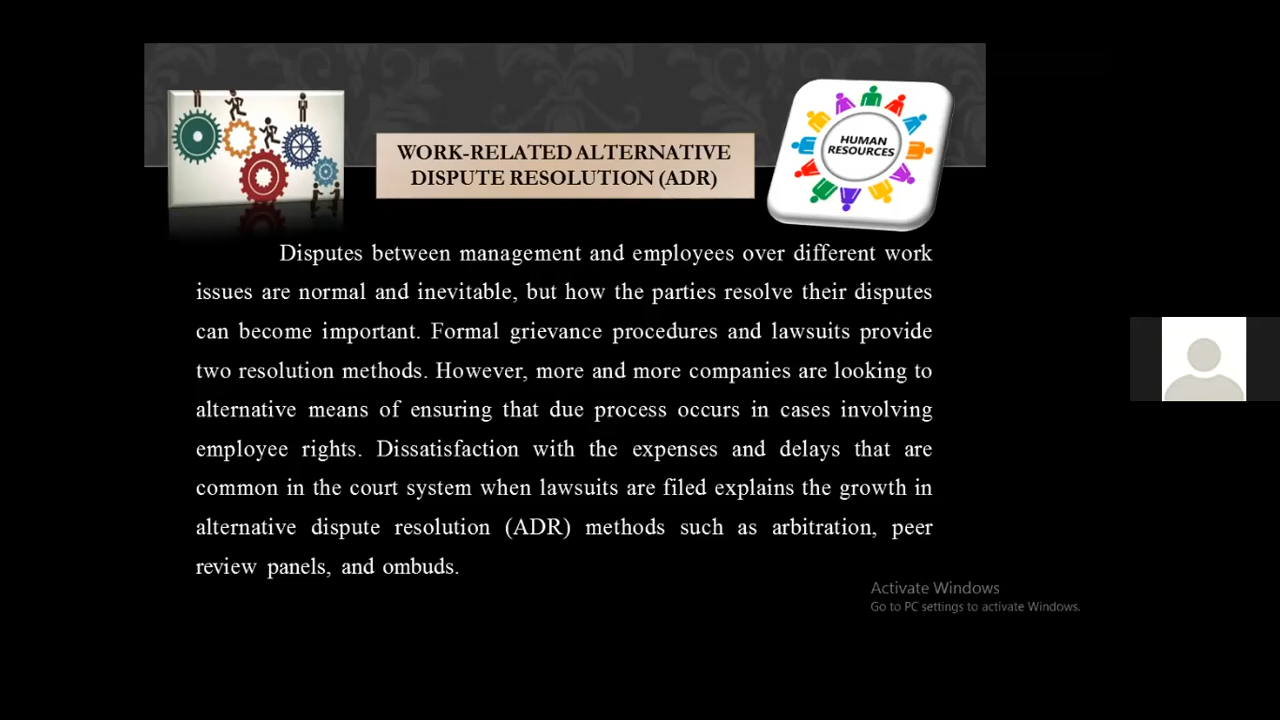 WORK-RELATED ALTERNATIVE
DISPUTE RESOLUTION (ADR)
HUMAN
RESOURCES
Disputes between management and employees over different work
issues are normal and inevitable, but how the parties resolve their disputes
can become important. Formal grievance procedures and lawsuits provide
two resolution methods. However, more and more companies are looking to
alternative means of ensuring that due process occurs in cases involving
employee rights. Dissatisfaction with the expenses and delays that are
common in the court system when lawsuits are filed explains the growth in
alternative dispute resolution (ADR) methods such as arbitration, peer
review panels, and ombuds.
Activate Windows
Go to PC settings to activate Windows.